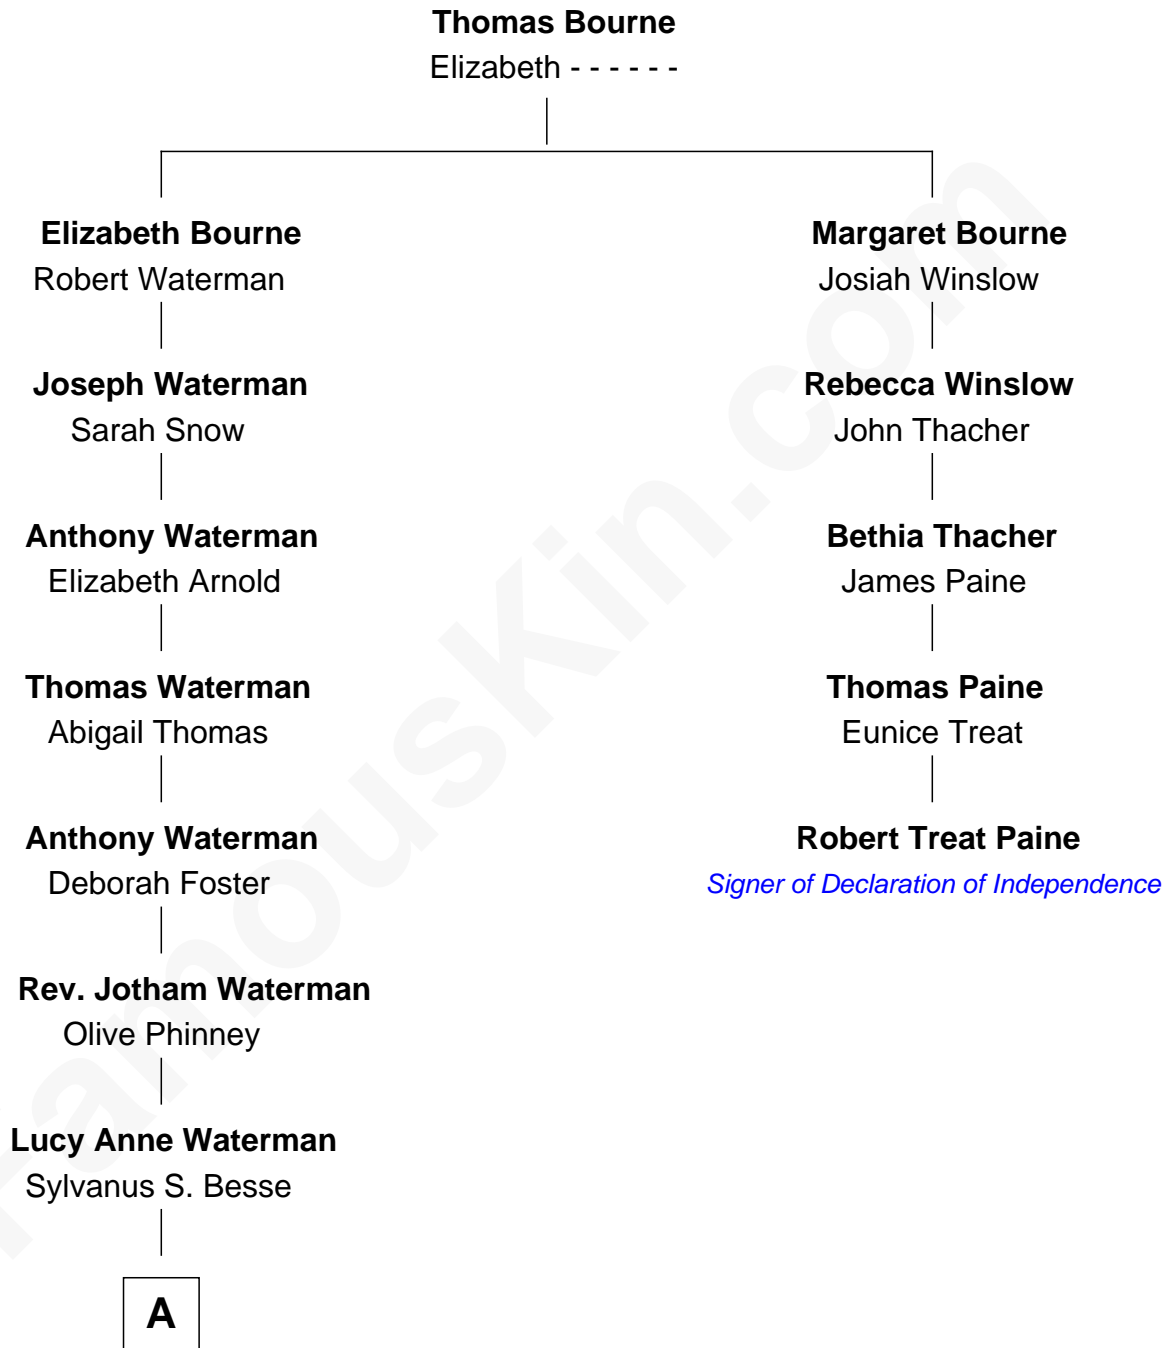 Thomas Bourne
Elizabeth - - - - - -
Elizabeth Bourne
Robert Waterman
Margaret Bourne
Josiah Winslow
Joseph Waterman
Sarah Snow
Rebecca Winslow
John Thacher
Anthony Waterman
Elizabeth Arnold
Bethia Thacher
James Paine
Thomas Waterman
Abigail Thomas
Thomas Paine
Eunice Treat
Anthony Waterman
Deborah Foster
Robert Treat Paine
Signer of Declaration of Independence
Rev. Jotham Waterman
Olive Phinney
Lucy Anne Waterman
Sylvanus S. Besse
A
FamousKin.com